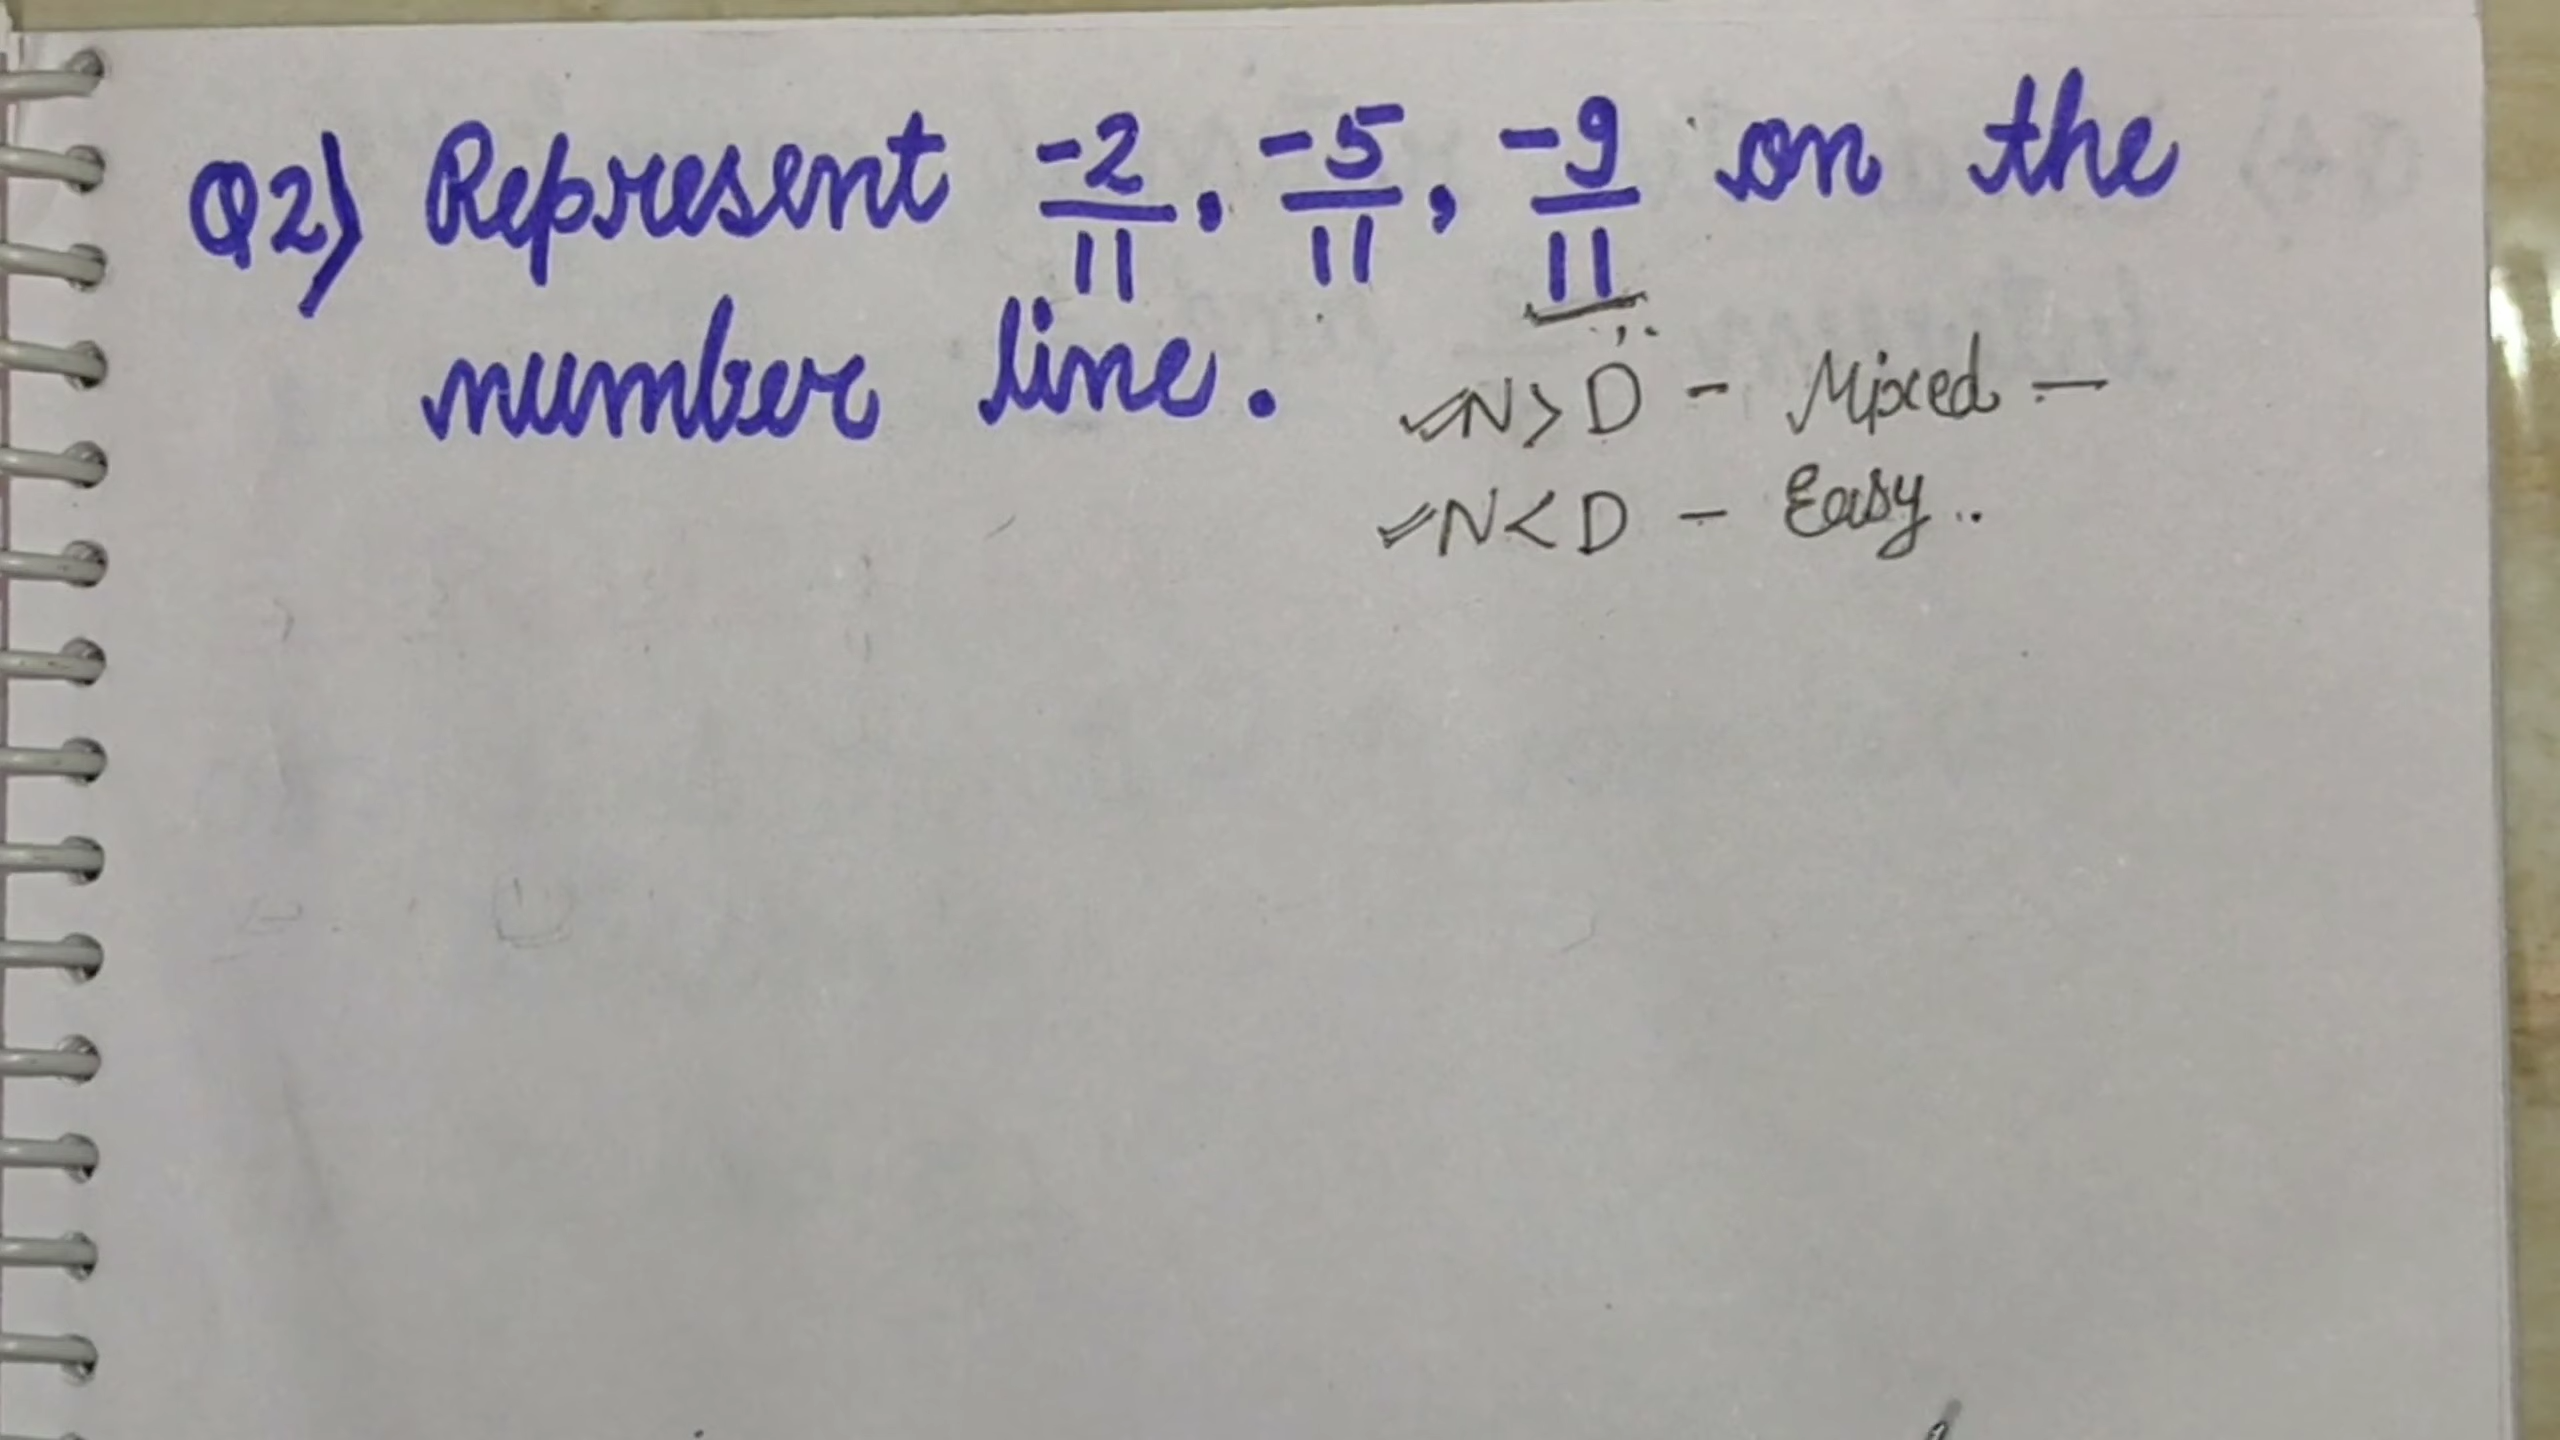 Q2) Represent -2/11, -5/11, -9/11 on the
number line.
N>D - Mixed -
N<D - Easy..